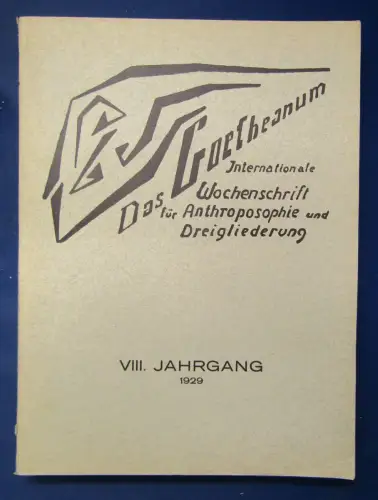 Das Goetheanum
Internationale
Wochenschrift
für Anthroposophie und
Dreigliederung
VIII. JAHRGANG
1929